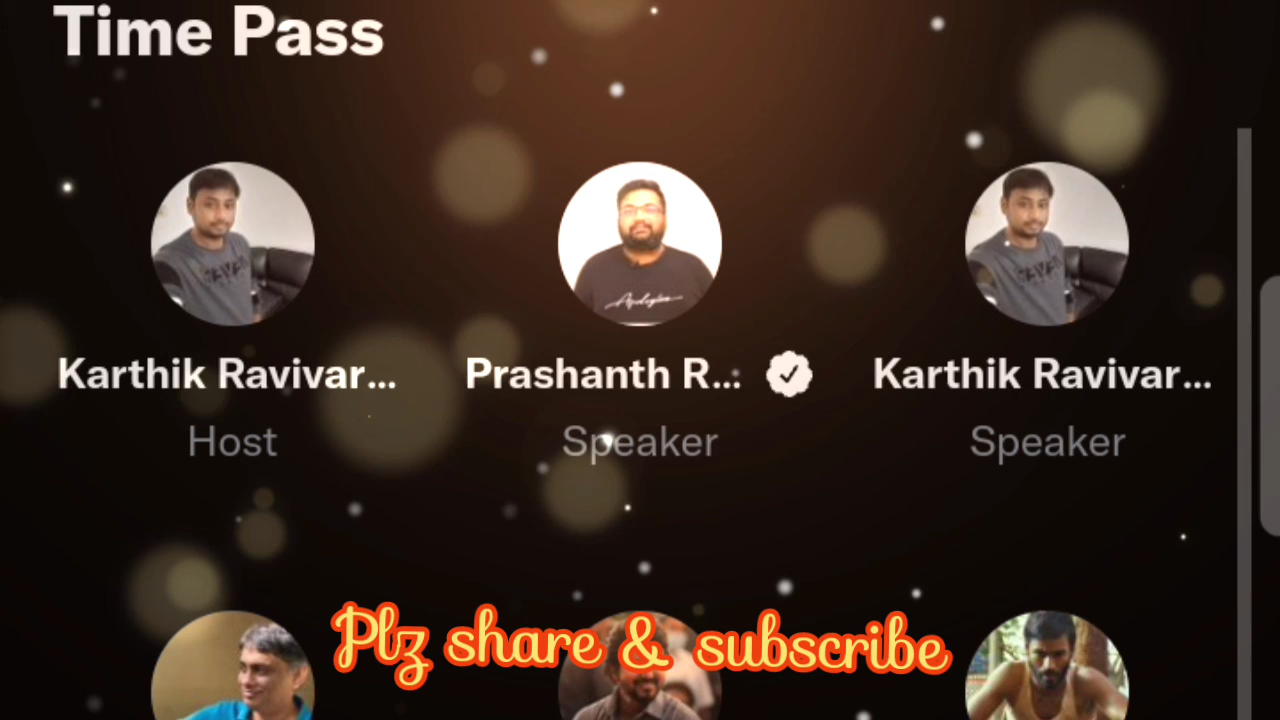 Time Pass
Karthik Ravivar...
Prashanth R...
Karthik Ravivar...
Host
Speaker
Speaker
Plz share & subscribe